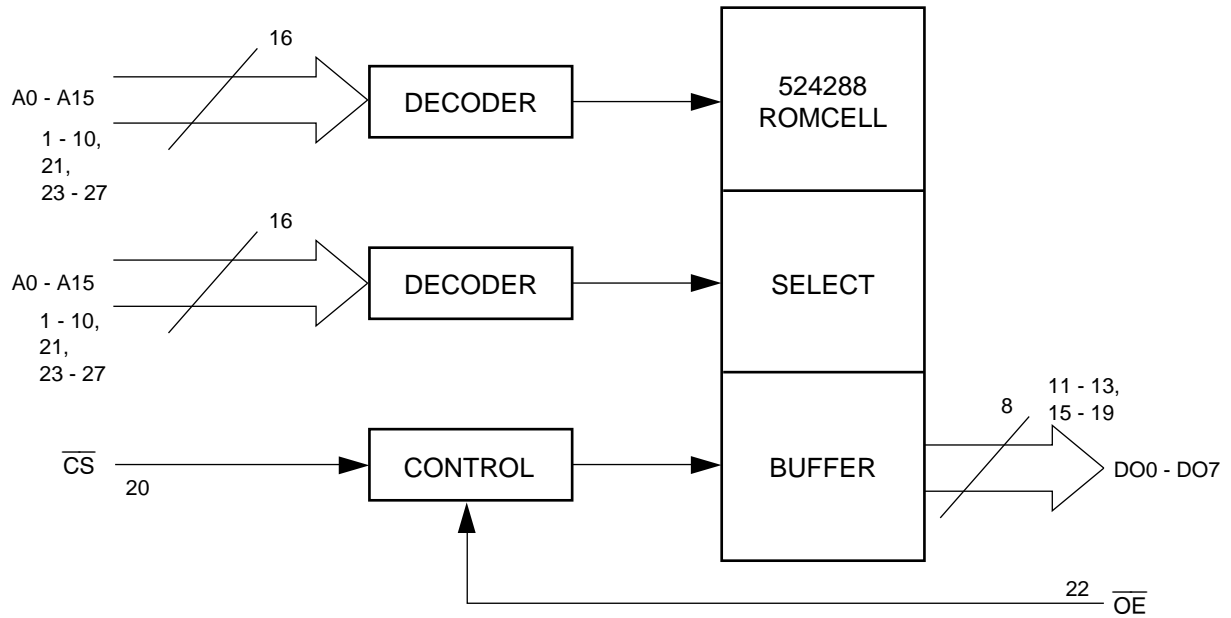 16
A0 - A15
1 - 10,
21,
23 - 27
DECODER
524288
ROMCELL
16
A0 - A15
1 - 10,
21,
23 - 27
DECODER
SELECT
CS
20
CONTROL
BUFFER
8
11 - 13,
15 - 19
DO0 - DO7
22
OE